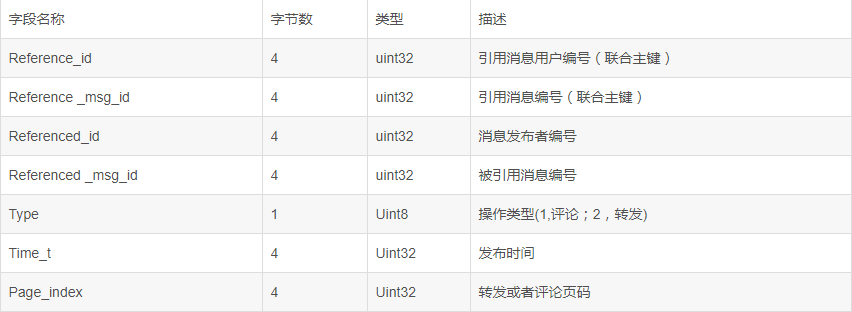 字段名称 字节数 类型 描述
Reference_id 4 uint32 引用消息用户编号（联合主键）
Reference _msg_id 4 uint32 引用消息编号（联合主键）
Referenced_id 4 uint32 消息发布者编号
Referenced _msg_id 4 uint32 被引用消息编号
Type 1 Uint8 操作类型(1,评论；2，转发)
Time_t 4 Uint32 发布时间
Page_index 4 Uint32 转发或者评论页码